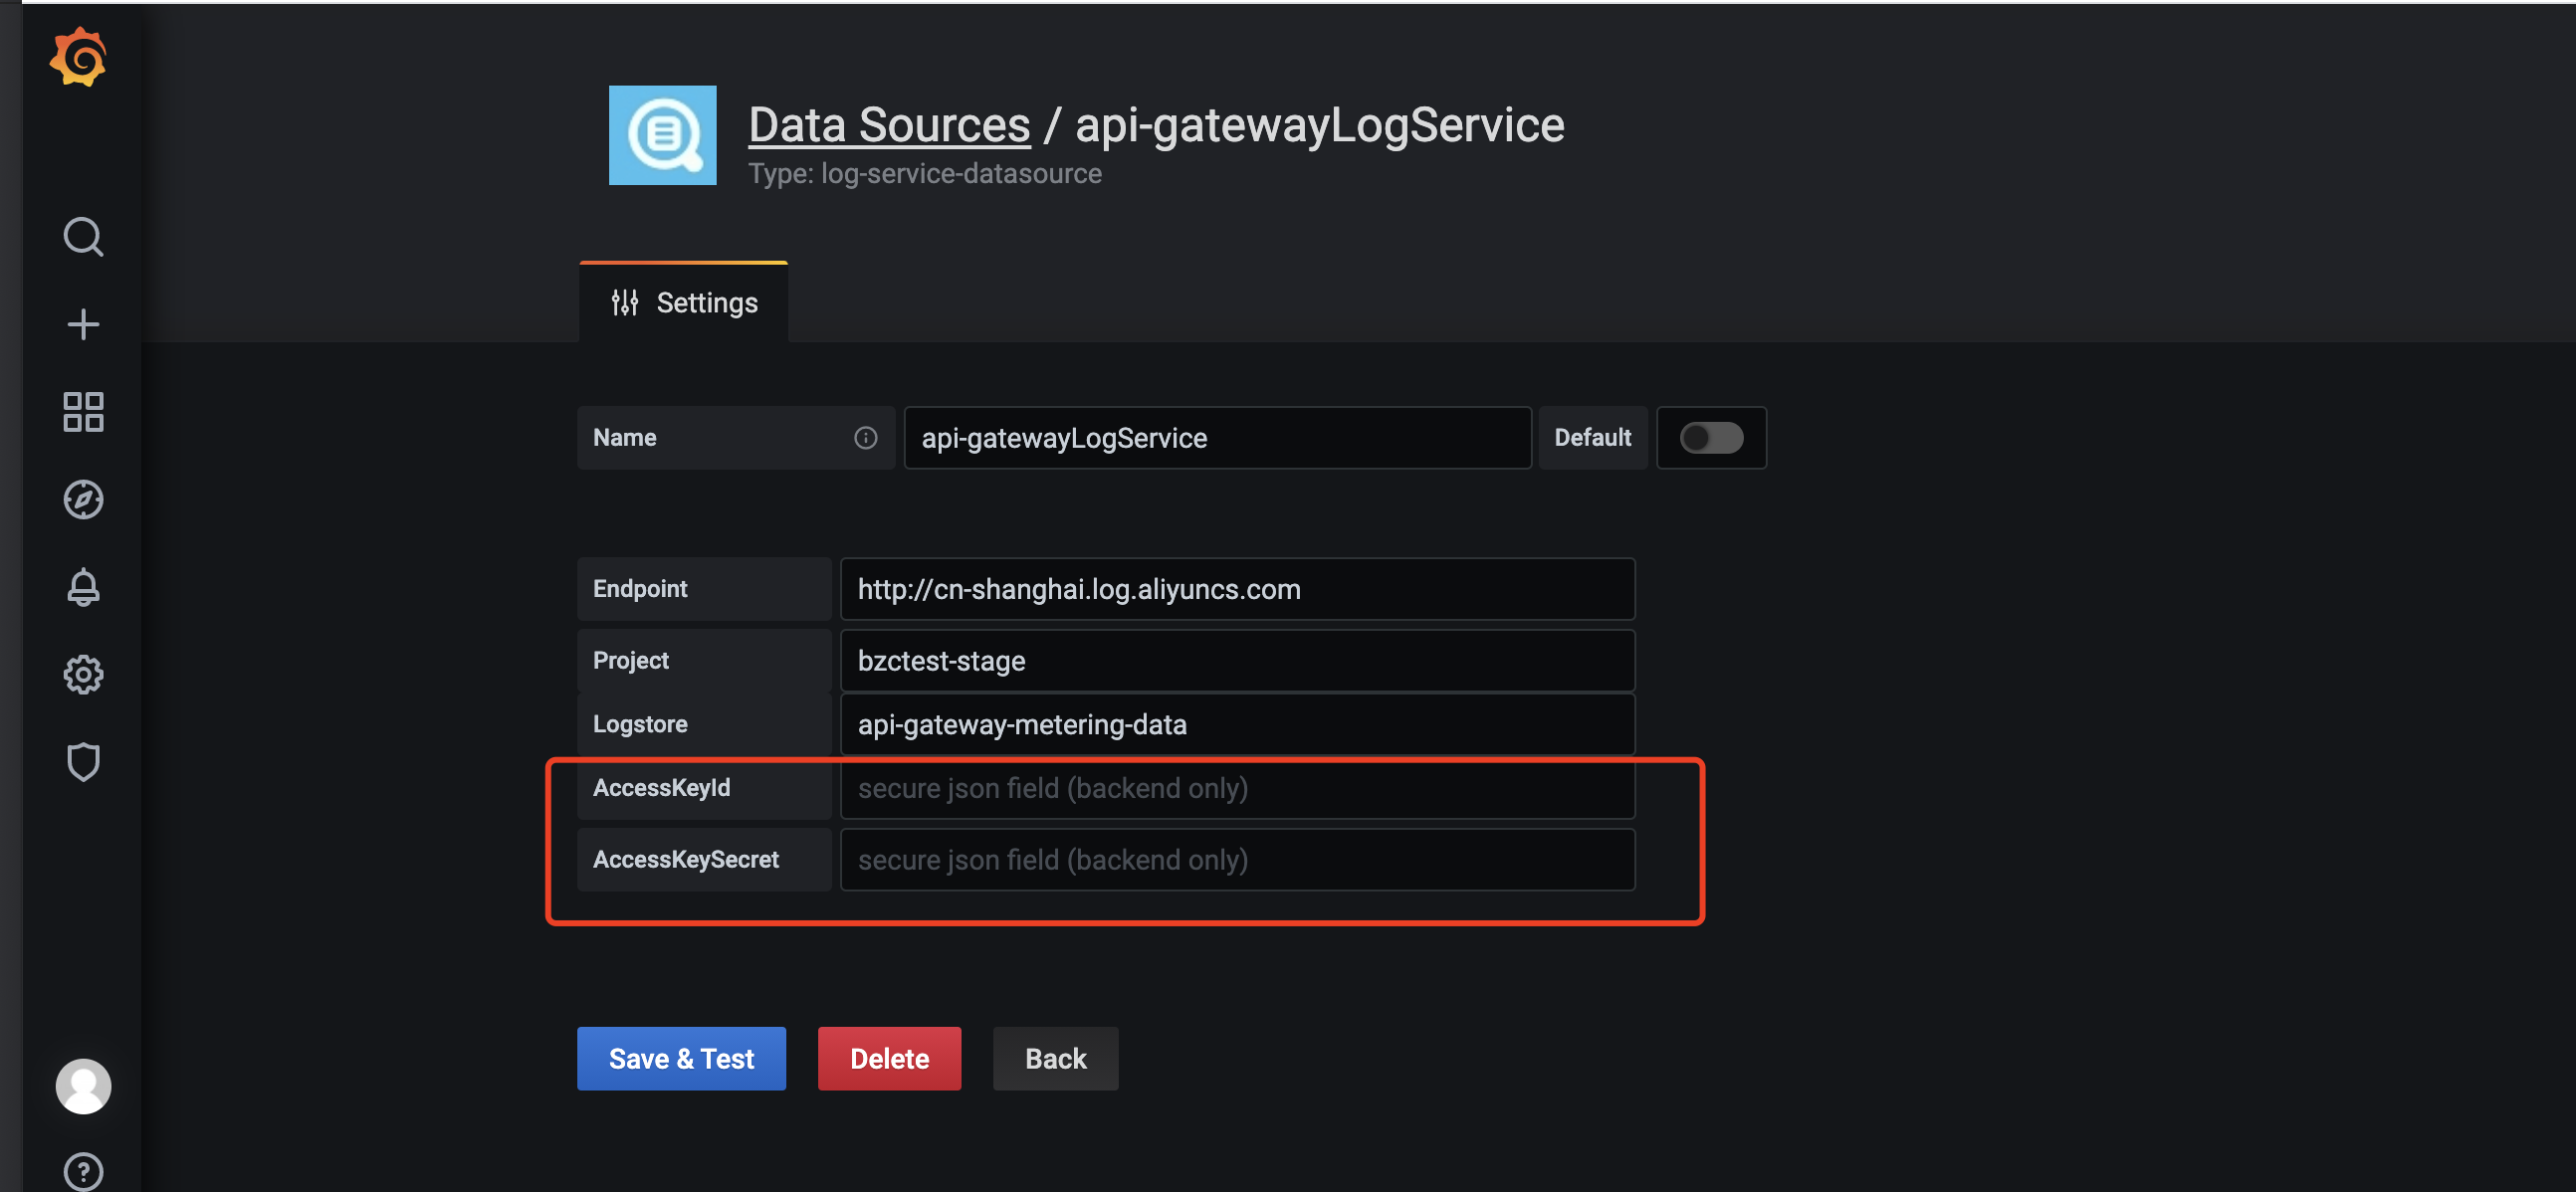 Data Sources / api-gatewayLogService
Type: log-service-datasource
Settings
Name api-gatewayLogService Default
Endpoint http://cn-shanghai.log.aliyuncs.com
Project bzctest-stage
Logstore api-gateway-metering-data
AccessKeyId secure json field (backend only)
AccessKeySecret secure json field (backend only)
Save & Test Delete Back